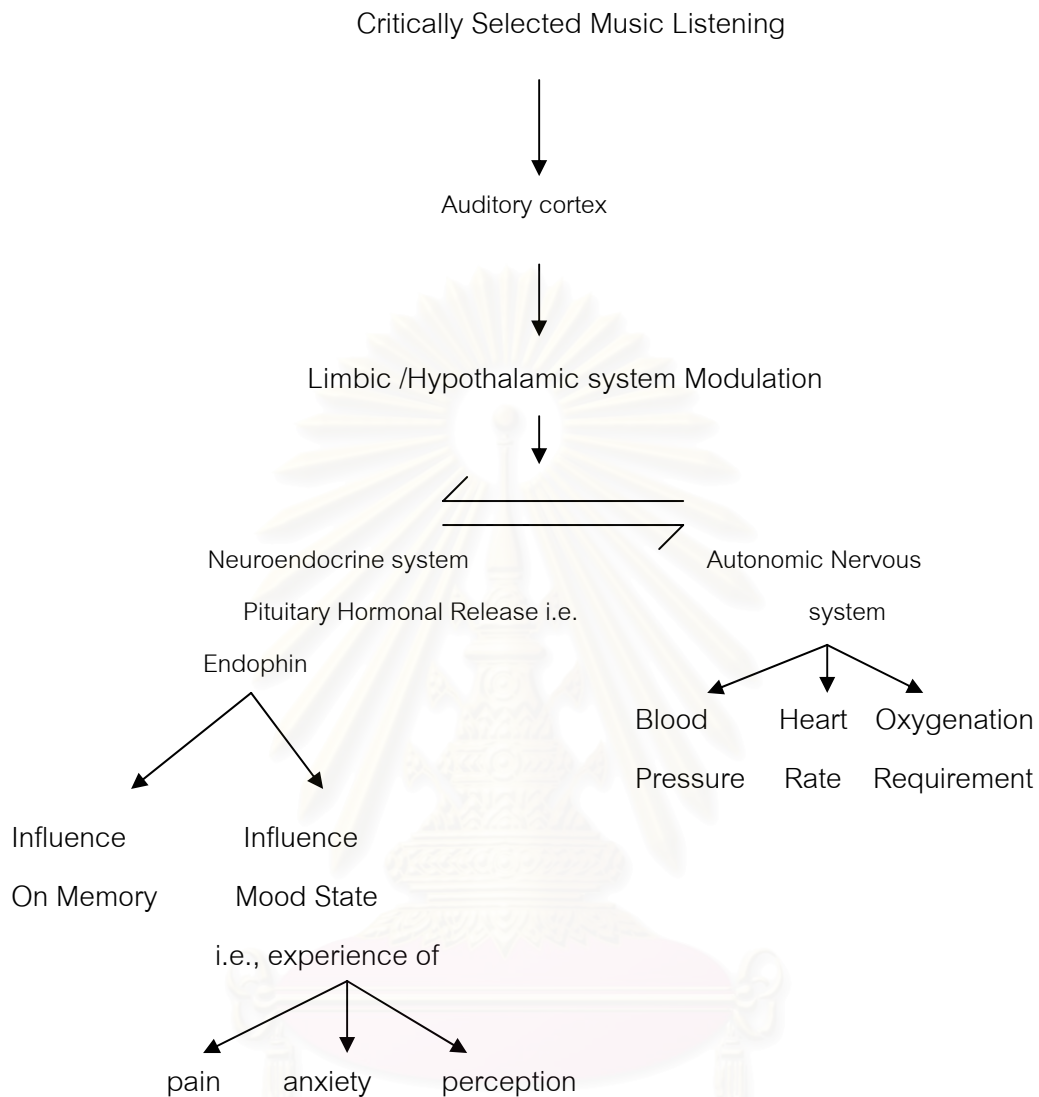 Critically Selected Music Listening
Auditory cortex
Limbic /Hypothalamic system Modulation
Neuroendocrine system
Pituitary Hormonal Release i.e.
Endophin
Autonomic Nervous
system
Blood
Pressure
Heart
Rate
Oxygenation
Requirement
Influence
On Memory
Influence
Mood State
i.e., experience of
pain
anxiety
perception